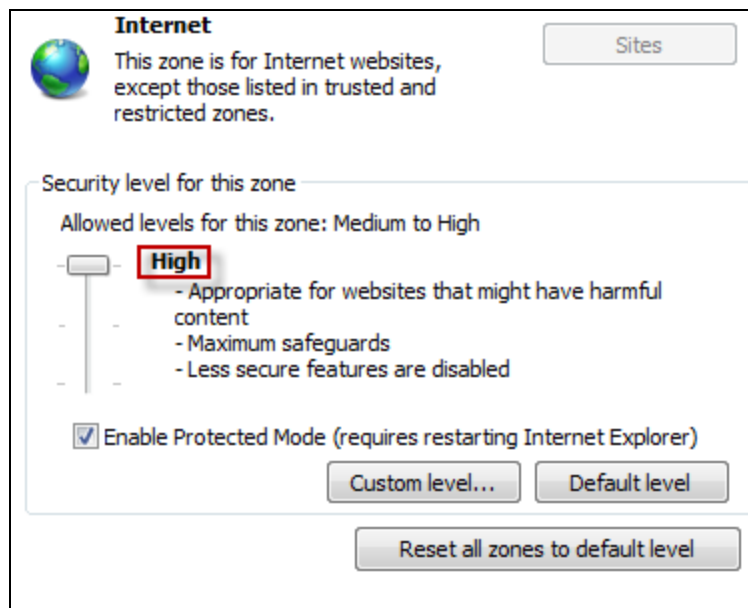 Internet
Sites
This zone is for Internet websites,
except those listed in trusted and
restricted zones.
Security level for this zone
Allowed levels for this zone: Medium to High
High
- Appropriate for websites that might have harmful
content
- Maximum safeguards
- Less secure features are disabled
Enable Protected Mode (requires restarting Internet Explorer)
Custom level...
Default level
Reset all zones to default level